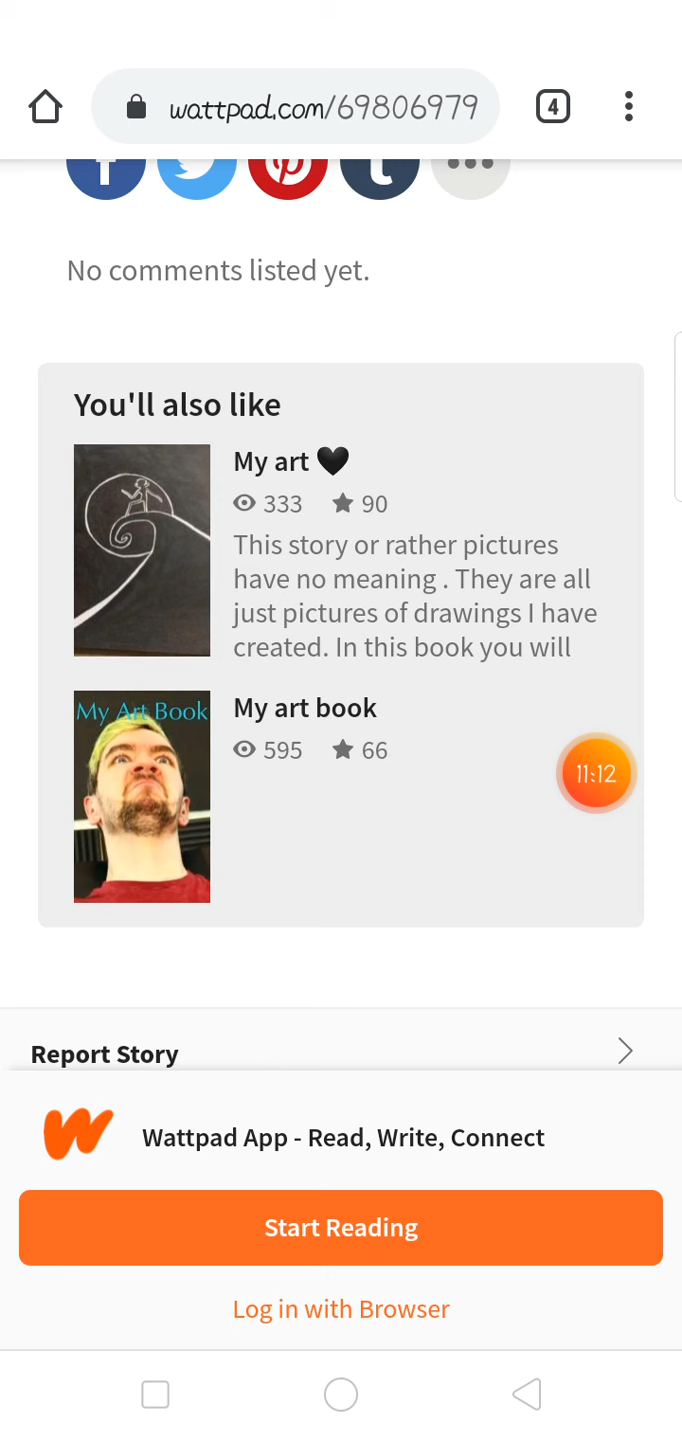 wattpad.com/69806979
4
No comments listed yet.
You'll also like
My art 🖤
333 90
This story or rather pictures
have no meaning . They are all
just pictures of drawings I have
created. In this book you will
My Art Book
My art book
595 66
11:12
Report Story
Wattpad App - Read, Write, Connect
Start Reading
Log in with Browser